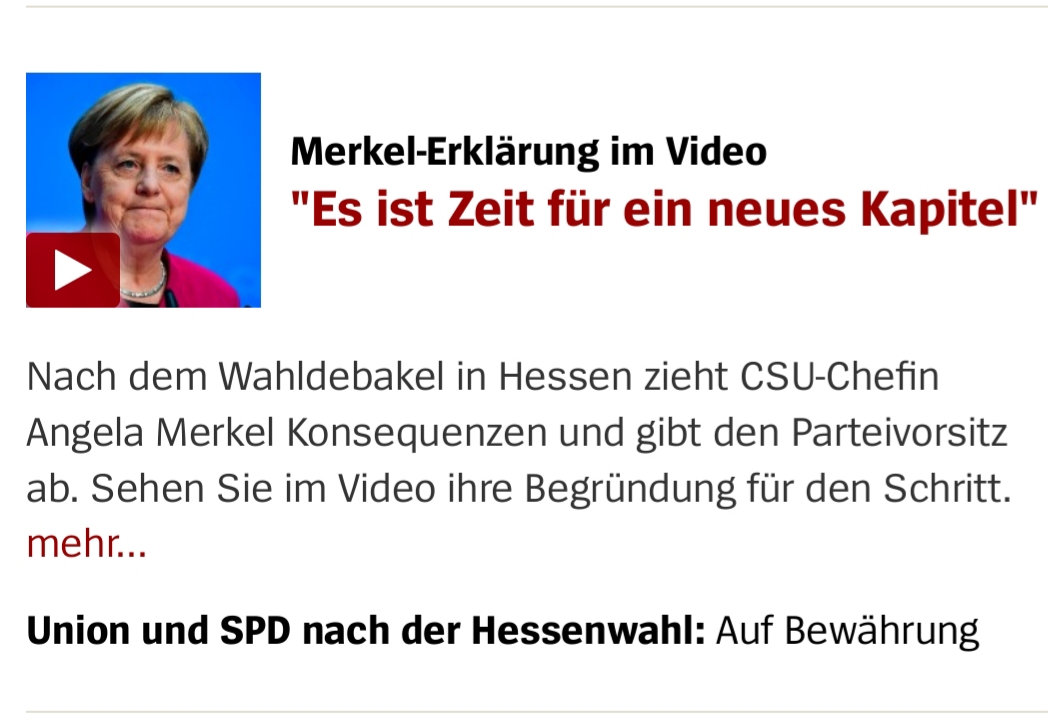 Merkel-Erklärung im Video
"Es ist Zeit für ein neues Kapitel"
Nach dem Wahldebakel in Hessen zieht CSU-Chefin
Angela Merkel Konsequenzen und gibt den Parteivorsitz
ab. Sehen Sie im Video ihre Begründung für den Schritt.
mehr...
Union und SPD nach der Hessenwahl: Auf Bewährung